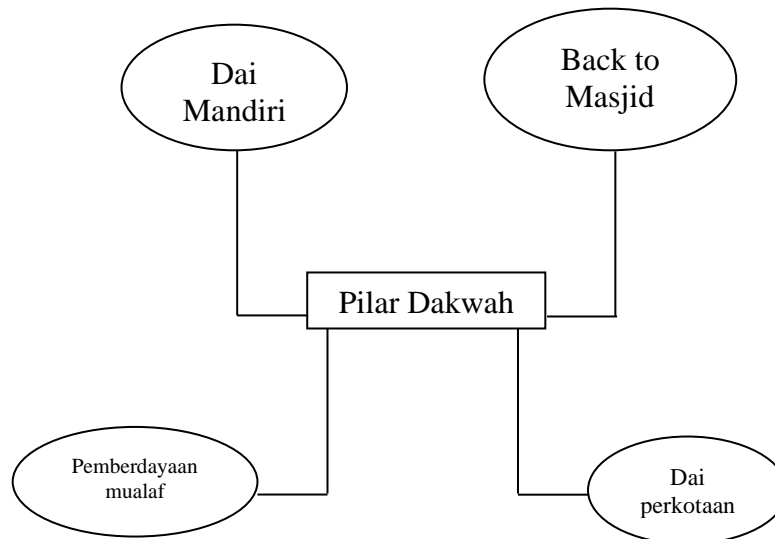 Dai
Mandiri
Back to
Masjid
Pilar Dakwah
Pemberdayaan
mualaf
Dai
perkotaan